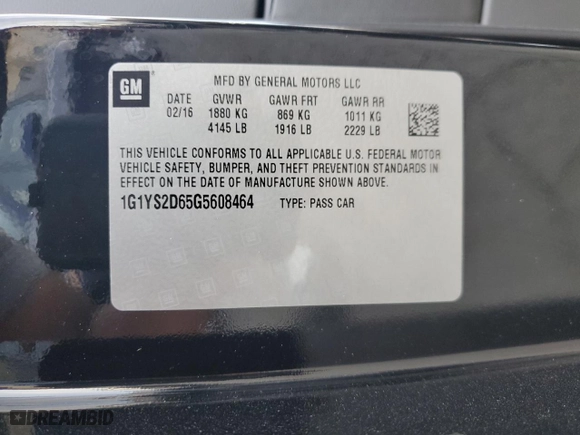 GM
MFD BY GENERAL MOTORS LLC
DATE GVWR GAWR FRT GAWR RR
02/16 1880 KG 869 KG 1011 KG
4145 LB 1916 LB 2229 LB
THIS VEHICLE CONFORMS TO ALL APPLICABLE U.S. FEDERAL MOTOR
VEHICLE SAFETY, BUMPER, AND THEFT PREVENTION STANDARDS IN
EFFECT ON THE DATE OF MANUFACTURE SHOWN ABOVE.
1G1YS2D65G5608464 TYPE: PASS CAR
DREAMBID